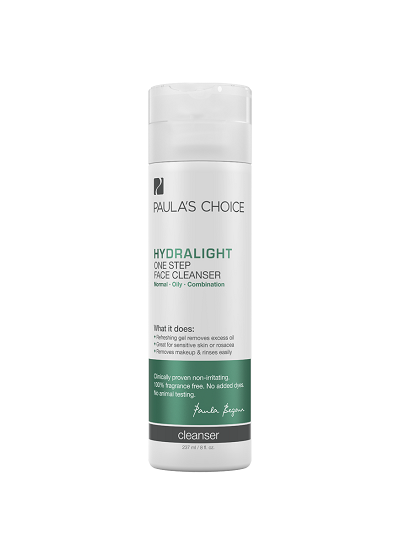 PAULA'S CHOICE
HYDRALIGHT
ONE STEP
FACE CLEANSER
Normal · Oily · Combination
What it does:
• Refreshing gel removes excess oil
• Great for sensitive skin or rosacea
• Removes makeup & rinses easily
Clinically proven non-irritating.
100% fragrance free. No added dyes.
No animal testing.
Paula Begoun
cleanser
237 ml / 8 fl. oz.